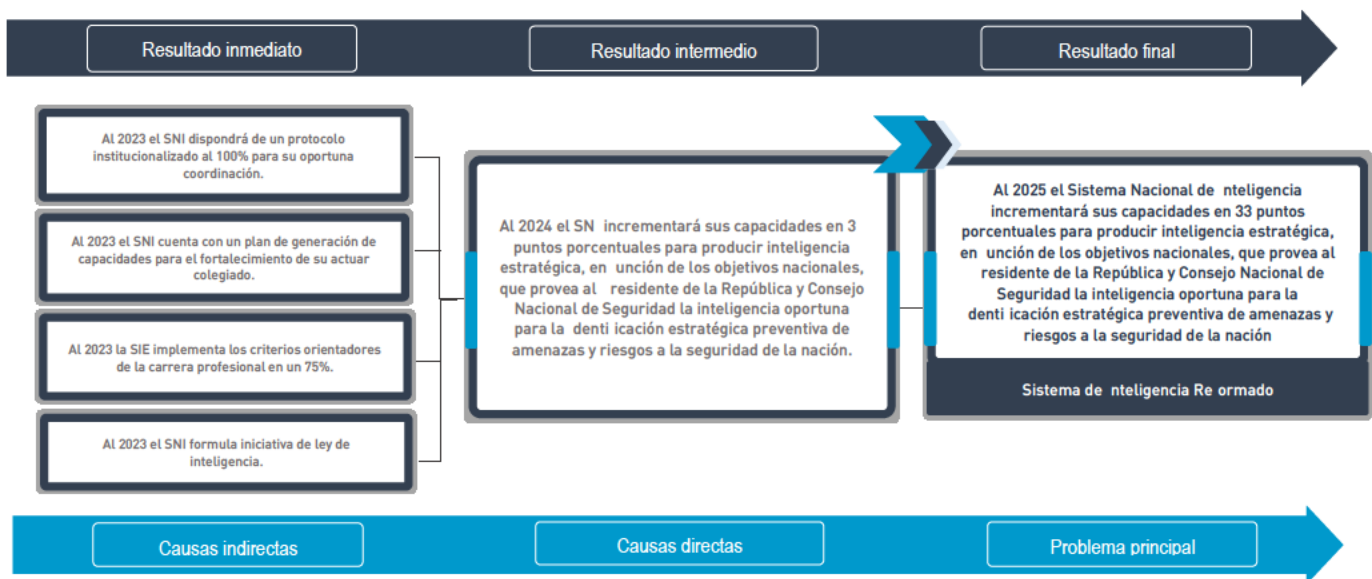 Resultado inmediato
Resultado intermedio
Resultado final
Al 2023 el SNI dispondrá de un protocolo
institucionalizado al 100% para su oportuna
coordinación.
Al 2023 el SNI cuenta con un plan de generación de
capacidades para el fortalecimiento de su actuar
colegiado.
Al 2023 la SIE implementa los criterios orientadores
de la carrera profesional en un 75%.
Al 2023 el SNI formula iniciativa de ley de
inteligencia.
Al 2024 el SN incrementará sus capacidades en 3
puntos porcentuales para producir inteligencia
estratégica, en unción de los objetivos nacionales,
que provea al residente de la República y Consejo
Nacional de Seguridad la inteligencia oportuna
para la denti icación estratégica preventiva de
amenazas y riesgos a la seguridad de la nación.
Al 2025 el Sistema Nacional de nteligencia
incrementará sus capacidades en 33 puntos
porcentuales para producir inteligencia estratégica,
en unción de los objetivos nacionales, que provea al
residente de la República y Consejo Nacional de
Seguridad la inteligencia oportuna para la
denti icación estratégica preventiva de amenazas y
riesgos a la seguridad de la nación
Sistema de nteligencia Re ormado
Causas indirectas
Causas directas
Problema principal